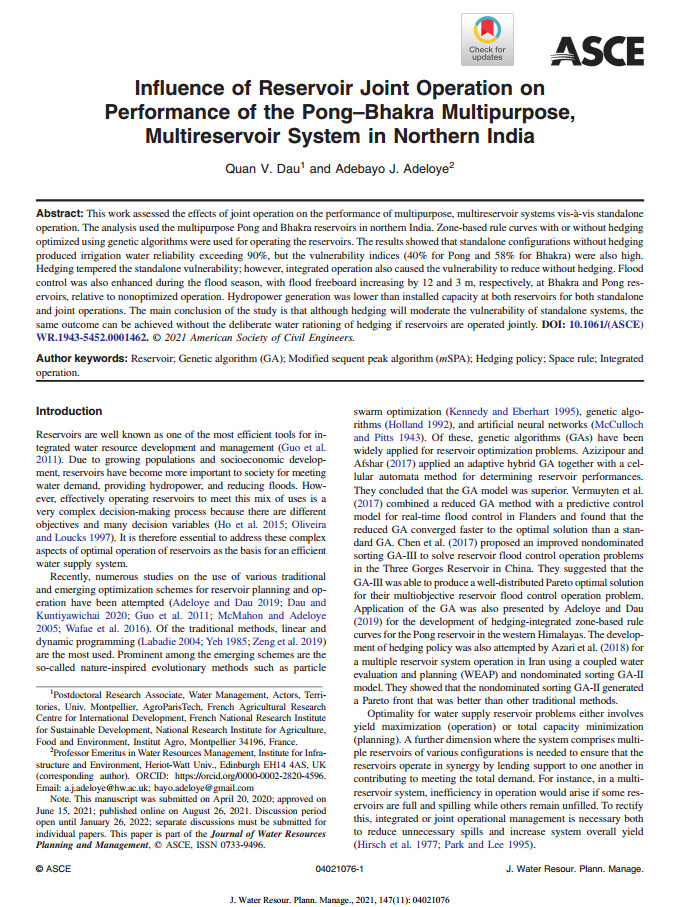 Check for
updates
ASCE
Influence of Reservoir Joint Operation on
Performance of the Pong–Bhakra Multipurpose,
Multireservoir System in Northern India
Quan V. Dau1 and Adebayo J. Adeloye2
Abstract: This work assessed the effects of joint operation on the performance of multipurpose, multireservoir systems vis-à-vis standalone
operation. The analysis used the multipurpose Pong and Bhakra reservoirs in northern India. Zone-based rule curves with or without hedging
optimized using genetic algorithms were used for operating the reservoirs. The results showed that standalone configurations without hedging
produced irrigation water reliability exceeding 90%, but the vulnerability indices (40% for Pong and 58% for Bhakra) were also high.
Hedging tempered the standalone vulnerability; however, integrated operation also caused the vulnerability to reduce without hedging. Flood
control was also enhanced during the flood season, with flood freeboard increasing by 12 and 3 m, respectively, at Bhakra and Pong res-
ervoirs, relative to nonoptimized operation. Hydropower generation was lower than installed capacity at both reservoirs for both standalone
and joint operations. The main conclusion of the study is that although hedging will moderate the vulnerability of standalone systems, the
same outcome can be achieved without the deliberate water rationing of hedging if reservoirs are operated jointly. DOI: 10.1061/(ASCE)
WR.1943-5452.0001462. © 2021 American Society of Civil Engineers.
Author keywords: Reservoir; Genetic algorithm (GA); Modified sequent peak algorithm (mSPA); Hedging policy; Space rule; Integrated
operation.
Introduction
Reservoirs are well known as one of the most efficient tools for in-
tegrated water resource development and management (Guo et al.
2011). Due to growing populations and socioeconomic develop-
ment, reservoirs have become more important to society for meeting
water demand, providing hydropower, and reducing floods. How-
ever, effectively operating reservoirs to meet this mix of uses is a
very complex decision-making process because there are different
objectives and many decision variables (Ho et al. 2015; Oliveira
and Loucks 1997). It is therefore essential to address these complex
aspects of optimal operation of reservoirs as the basis for an efficient
water supply system.
Recently, numerous studies on the use of various traditional
and emerging optimization schemes for reservoir planning and op-
eration have been attempted (Adeloye and Dau 2019; Dau and
Kuntiyawichai 2020; Guo et al. 2011; McMahon and Adeloye
2005; Wafae et al. 2016). Of the traditional methods, linear and
dynamic programming (Labadie 2004; Yeh 1985; Zeng et al. 2019)
are the most used. Prominent among the emerging schemes are the
so-called nature-inspired evolutionary methods such as particle
1Postdoctoral Research Associate, Water Management, Actors, Terri-
tories, Univ. Montpellier, AgroParisTech, French Agricultural Research
Centre for International Development, French National Research Institute
for Sustainable Development, National Research Institute for Agriculture,
Food and Environment, Institut Agro, Montpellier 34196, France.
2Professor Emeritus in Water Resources Management, Institute for Infra-
structure and Environment, Heriot-Watt Univ., Edinburgh EH14 4AS, UK
(corresponding author). ORCID: https://orcid.org/0000-0002-2820-4596.
Email: a.j.adeloye@hw.ac.uk; bayo.adeloye@gmail.com
Note. This manuscript was submitted on April 20, 2020; approved on
June 15, 2021; published online on August 26, 2021. Discussion period
open until January 26, 2022; separate discussions must be submitted for
individual papers. This paper is part of the Journal of Water Resources
Planning and Management, © ASCE, ISSN 0733-9496.
swarm optimization (Kennedy and Eberhart 1995), genetic algo-
rithms (Holland 1992), and artificial neural networks (McCulloch
and Pitts 1943). Of these, genetic algorithms (GAs) have been
widely applied for reservoir optimization problems. Azizipour and
Afshar (2017) applied an adaptive hybrid GA together with a cel-
lular automata method for determining reservoir performances.
They concluded that the GA model was superior. Vermuyten et al.
(2017) combined a reduced GA method with a predictive control
model for real-time flood control in Flanders and found that the
reduced GA converged faster to the optimal solution than a stan-
dard GA. Chen et al. (2017) proposed an improved nondominated
sorting GA-III to solve reservoir flood control operation problems
in the Three Gorges Reservoir in China. They suggested that the
GA-III was able to produce a well-distributed Pareto optimal solution
for their multiobjective reservoir flood control operation problem.
Application of the GA was also presented by Adeloye and Dau
(2019) for the development of hedging-integrated zone-based rule
curves for the Pong reservoir in the western Himalayas. The develop-
ment of hedging policy was also attempted by Azari et al. (2018) for
a multiple reservoir system operation in Iran using a coupled water
evaluation and planning (WEAP) and nondominated sorting GA-II
model. They showed that the nondominated sorting GA-II generated
a Pareto front that was better than other traditional methods.
Optimality for water supply reservoir problems either involves
yield maximization (operation) or total capacity minimization
(planning). A further dimension where the system comprises multi-
ple reservoirs of various configurations is needed to ensure that the
reservoirs operate in synergy by lending support to one another in
contributing to meeting the total demand. For instance, in a multi-
reservoir system, inefficiency in operation would arise if some res-
ervoirs are full and spilling while others remain unfilled. To rectify
this, integrated or joint operational management is necessary both
to reduce unnecessary spills and increase system overall yield
(Hirsch et al. 1977; Park and Lee 1995).
© ASCE
04021076-1
J. Water Resour. Plann. Manage.
J. Water Resour. Plann. Manage., 2021, 147(11): 04021076